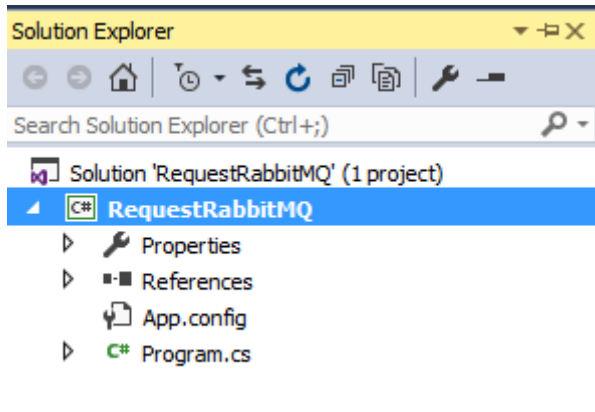 Solution Explorer
Search Solution Explorer (Ctrl+;)
Solution 'RequestRabbitMQ' (1 project)
C# RequestRabbitMQ
Properties
References
App.config
C# Program.cs